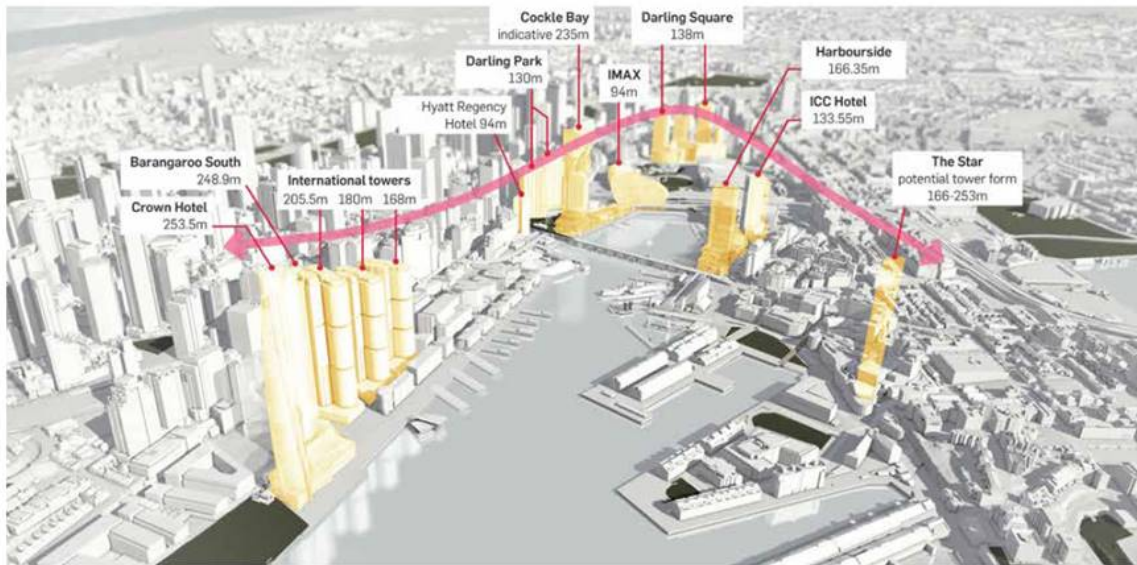 Cockle Bay
indicative 235m
Darling Square
138m
Darling Park
130m
IMAX
94m
Harbourside
166.35m
Hyatt Regency
Hotel 94m
ICC Hotel
133.55m
Barangaroo South
248.9m
International towers
205.5m 180m 168m
The Star
potential tower form
166-253m
Crown Hotel
253.5m